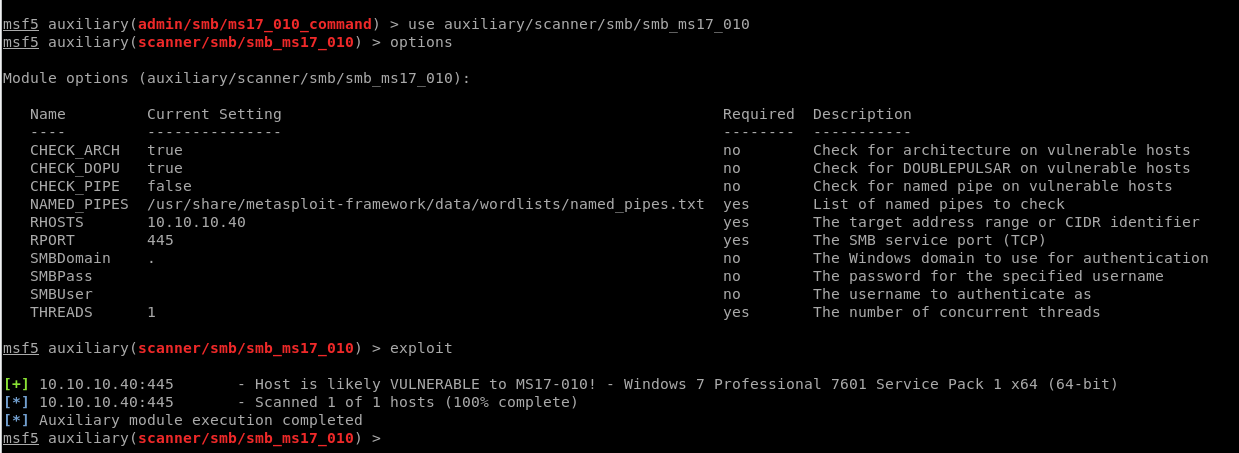 msf5 auxiliary(admin/smb/ms17_010_command) > use auxiliary/scanner/smb/smb_ms17_010
msf5 auxiliary(scanner/smb/smb_ms17_010) > options
Module options (auxiliary/scanner/smb/smb_ms17_010):
Name Current Setting Required Description
---- --------------- -------- -----------
CHECK_ARCH true no Check for architecture on vulnerable hosts
CHECK_DOPU true no Check for DOUBLEPULSAR on vulnerable hosts
CHECK_PIPE false no Check for named pipe on vulnerable hosts
NAMED_PIPES /usr/share/metasploit-framework/data/wordlists/named_pipes.txt yes List of named pipes to check
RHOSTS 10.10.10.40 yes The target address range or CIDR identifier
RPORT 445 yes The SMB service port (TCP)
SMBDomain . no The Windows domain to use for authentication
SMBPass no The password for the specified username
SMBUser no The username to authenticate as
THREADS 1 yes The number of concurrent threads
msf5 auxiliary(scanner/smb/smb_ms17_010) > exploit
[+] 10.10.10.40:445 - Host is likely VULNERABLE to MS17-010! - Windows 7 Professional 7601 Service Pack 1 x64 (64-bit)
[*] 10.10.10.40:445 - Scanned 1 of 1 hosts (100% complete)
[*] Auxiliary module execution completed
msf5 auxiliary(scanner/smb/smb_ms17_010) >